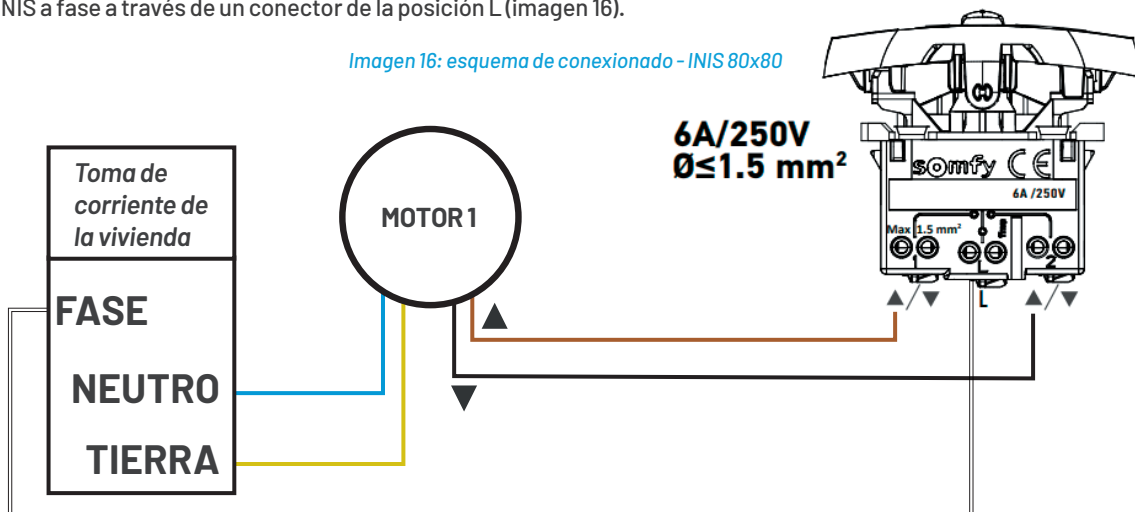 INIS a fase a través de un conector de la posición L (imagen 16).
Imagen 16: esquema de conexionado - INIS 80x80
6A/250V
Ø≤1.5 mm²
Toma de
corriente de
la vivienda
MOTOR 1
somfy CE
6A /250V
Max 1.5 mm²
1
L
2
▲/▼
L
▲/▼
FASE
▲
NEUTRO
▼
TIERRA